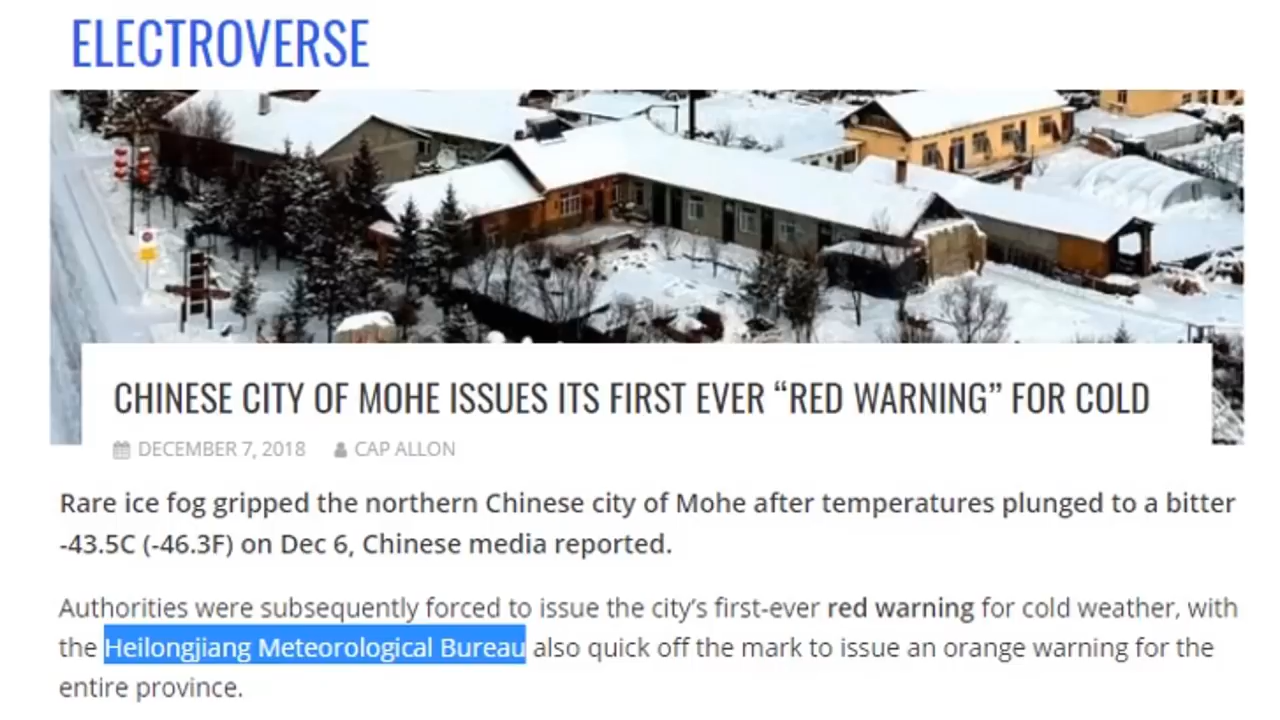 ELECTROVERSE
CHINESE CITY OF MOHE ISSUES ITS FIRST EVER “RED WARNING” FOR COLD
DECEMBER 7, 2018 CAP ALLON
Rare ice fog gripped the northern Chinese city of Mohe after temperatures plunged to a bitter
-43.5C (-46.3F) on Dec 6, Chinese media reported.
Authorities were subsequently forced to issue the city’s first-ever red warning for cold weather, with
the Heilongjiang Meteorological Bureau also quick off the mark to issue an orange warning for the
entire province.